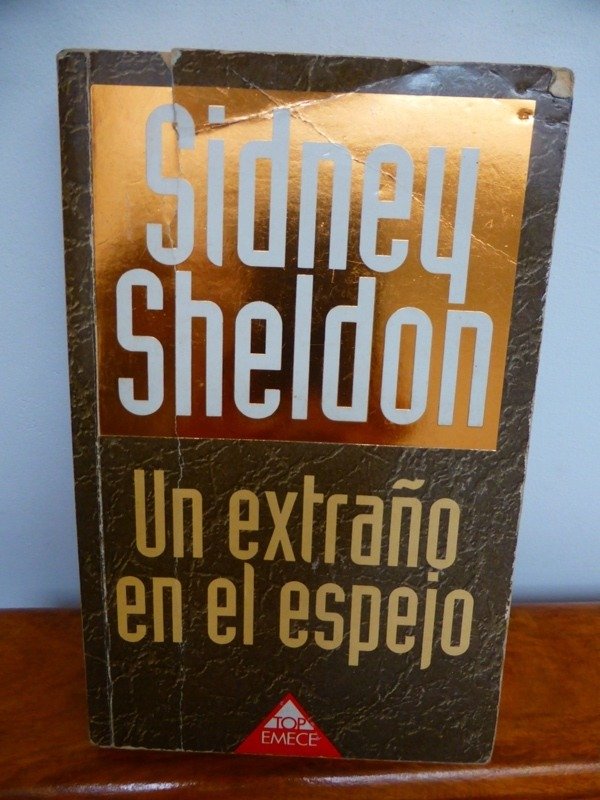 Sidney
Sheldon
Un extraño
en el espejo
TOP
EMECE